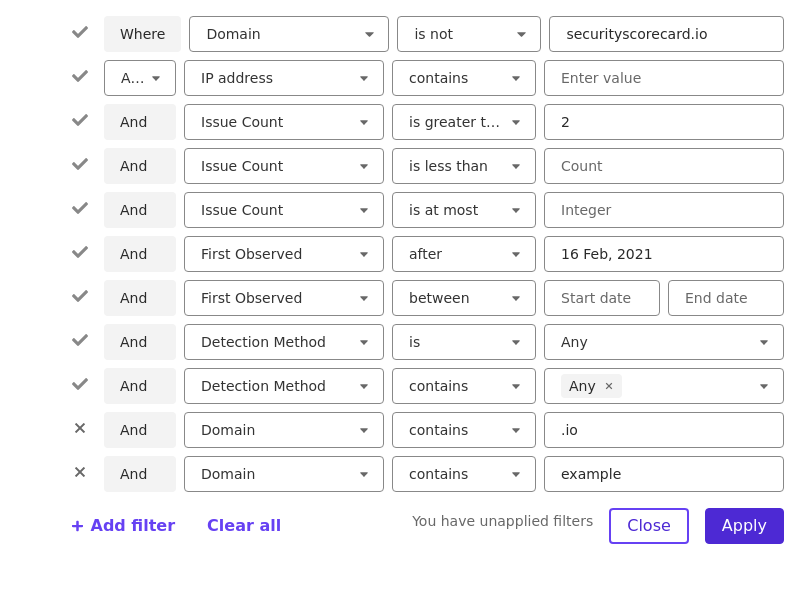 Where Domain is not securityscorecard.io
A... IP address contains Enter value
And Issue Count is greater t... 2
And Issue Count is less than Count
And Issue Count is at most Integer
And First Observed after 16 Feb, 2021
And First Observed between Start date End date
And Detection Method is Any
And Detection Method contains Any ×
And Domain contains .io
And Domain contains example
+ Add filter Clear all You have unapplied filters Close Apply